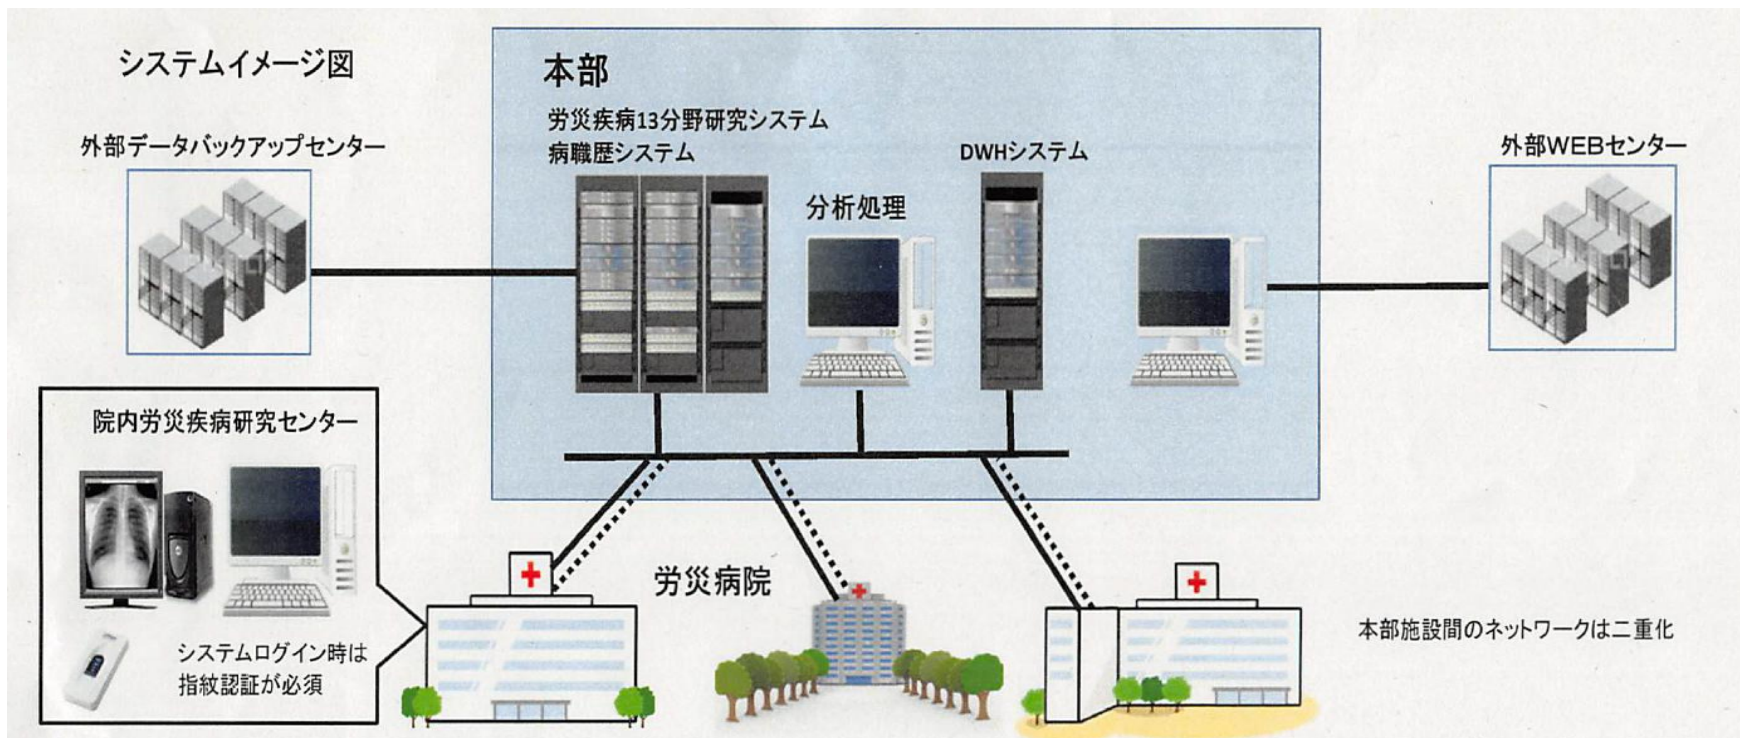 システムイメージ図
本部
労災疾病13分野研究システム
病職歴システム
外部データバックアップセンター
DWHシステム
外部WEBセンター
分析処理
院内労災疾病研究センター
労災病院
システムログイン時は
指紋認証が必須
本部施設間のネットワークは二重化